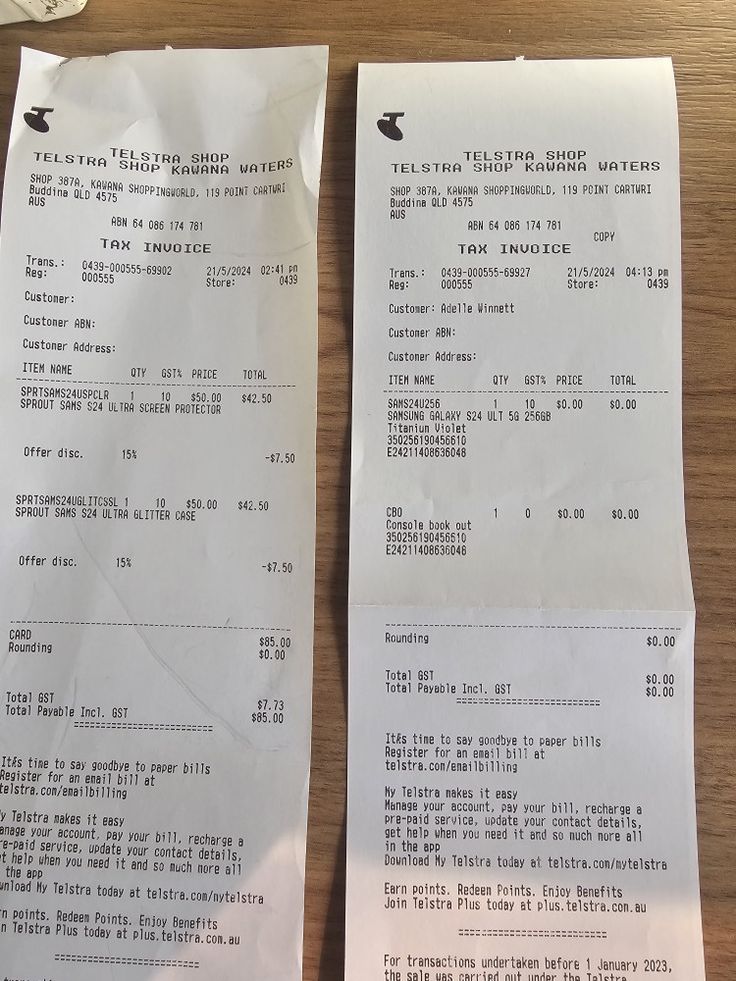 TELSTRA SHOP
TELSTRA SHOP KAWANA WATERS
SHOP 387A, KAWANA SHOPPINGWORLD, 119 POINT CARTWRI
Buddina QLD 4575
AUS
ABN 64 086 174 781
TAX INVOICE
Trans.: 0439-000555-69902 21/5/2024 02:41 pm
Reg: 000555 Store: 0439
Customer:
Customer ABN:
Customer Address:
ITEM NAME QTY GST% PRICE TOTAL
SPRTSAMS24USPCLR 1 10 $50.00 $42.50
SPROUT SAMS S24 ULTRA SCREEN PROTECTOR
Offer disc. 15% -$7.50
SPRTSAMS24UGLITCSSL 1 10 $50.00 $42.50
SPROUT SAMS S24 ULTRA GLITTER CASE
Offer disc. 15% -$7.50
CARD $85.00
Rounding $0.00
Total GST $7.73
Total Payable Incl. GST $85.00
It&s time to say goodbye to paper bills
Register for an email bill at
telstra.com/emailbilling
y Telstra makes it easy
anage your account, pay your bill, recharge a
re-paid service, update your contact details,
et help when you need it and so much more all
the app
wnload My Telstra today at telstra.com/mytelstra
rn points. Redeem Points. Enjoy Benefits
n Telstra Plus today at plus.telstra.com.au
TELSTRA SHOP
TELSTRA SHOP KAWANA WATERS
SHOP 387A, KAWANA SHOPPINGWORLD, 119 POINT CARTWRI
Buddina QLD 4575
AUS
ABN 64 086 174 781
COPY
TAX INVOICE
Trans.: 0439-000555-69927 21/5/2024 04:13 pm
Reg: 000555 Store: 0439
Customer: Adelle Winnett
Customer ABN:
Customer Address:
ITEM NAME QTY GST% PRICE TOTAL
SAMS24U256 1 10 $0.00 $0.00
SAMSUNG GALAXY S24 ULT 5G 256GB
Titanium Violet
350256190456610
E24211408636048
CBO 1 0 $0.00 $0.00
Console book out
350256190456610
E24211408636048
Rounding $0.00
Total GST $0.00
Total Payable Incl. GST $0.00
It&s time to say goodbye to paper bills
Register for an email bill at
telstra.com/emailbilling
My Telstra makes it easy
Manage your account, pay your bill, recharge a
pre-paid service, update your contact details,
get help when you need it and so much more all
in the app
Download My Telstra today at telstra.com/mytelstra
Earn points. Redeem Points. Enjoy Benefits
Join Telstra Plus today at plus.telstra.com.au
For transactions undertaken before 1 January 2023,
the sale was carried out under the Telstra